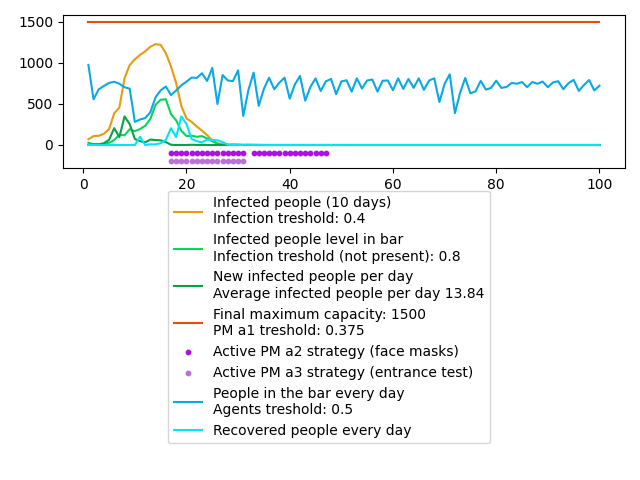 1500
1000
500
0
0 20 40 60 80 100
Infected people (10 days)
Infection treshold: 0.4
Infected people level in bar
Infection treshold (not present): 0.8
New infected people per day
Average infected people per day 13.84
Final maximum capacity: 1500
PM a1 treshold: 0.375
Active PM a2 strategy (face masks)
Active PM a3 strategy (entrance test)
People in the bar every day
Agents treshold: 0.5
Recovered people every day